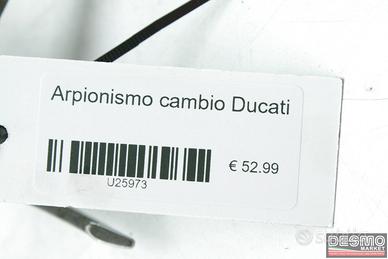 Arpionismo cambio Ducati
€ 52.99
U25973
DESMO
MARKET